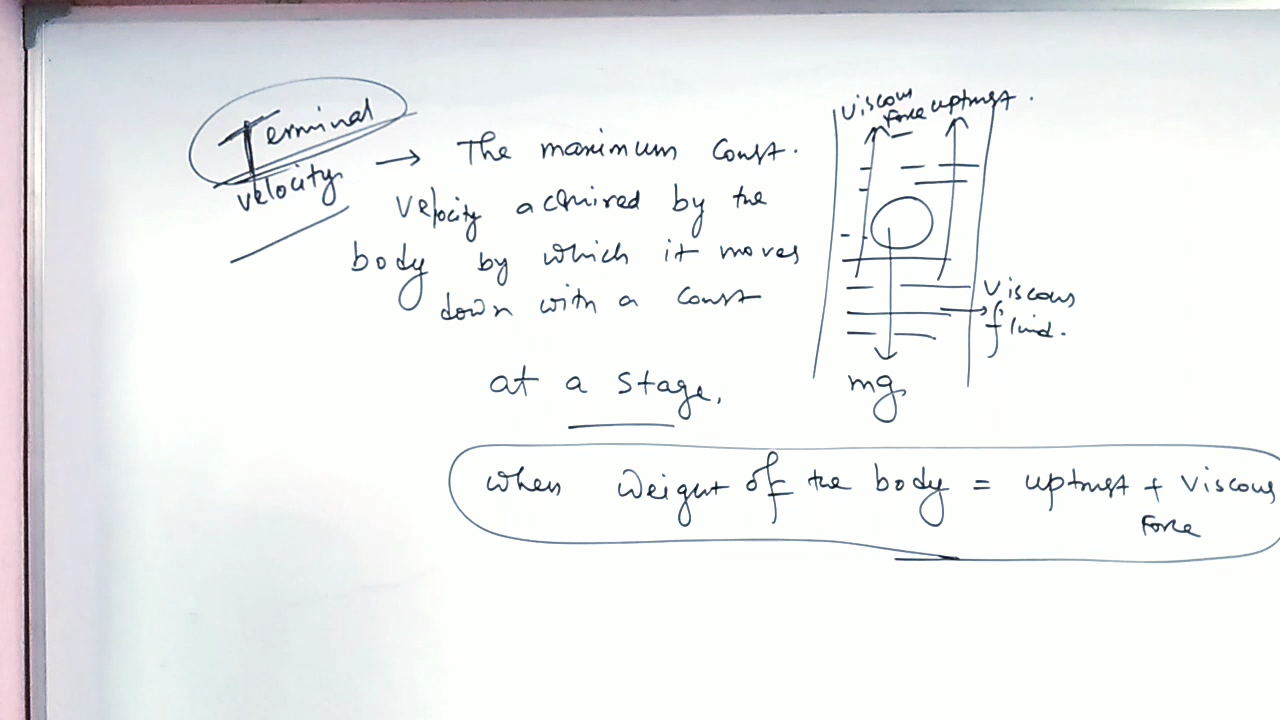 Terminal
velocity → The maximum const.
velocity acquired by the
body by which it moves
down with a const
at a stage,
when weight of the body = uptrust + viscous
Force
viscous
force uptrust.
viscous
fluid.
mg